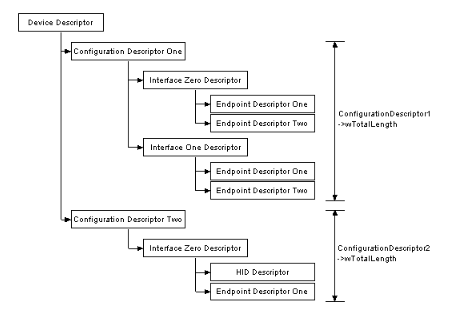 Device Descriptor
Configuration Descriptor One
Interface Zero Descriptor
Endpoint Descriptor One
Endpoint Descriptor Two
ConfigurationDescriptor1
->wTotalLength
Interface One Descriptor
Endpoint Descriptor One
Endpoint Descriptor Two
Configuration Descriptor Two
Interface Zero Descriptor
ConfigurationDescriptor2
->wTotalLength
HID Descriptor
Endpoint Descriptor One